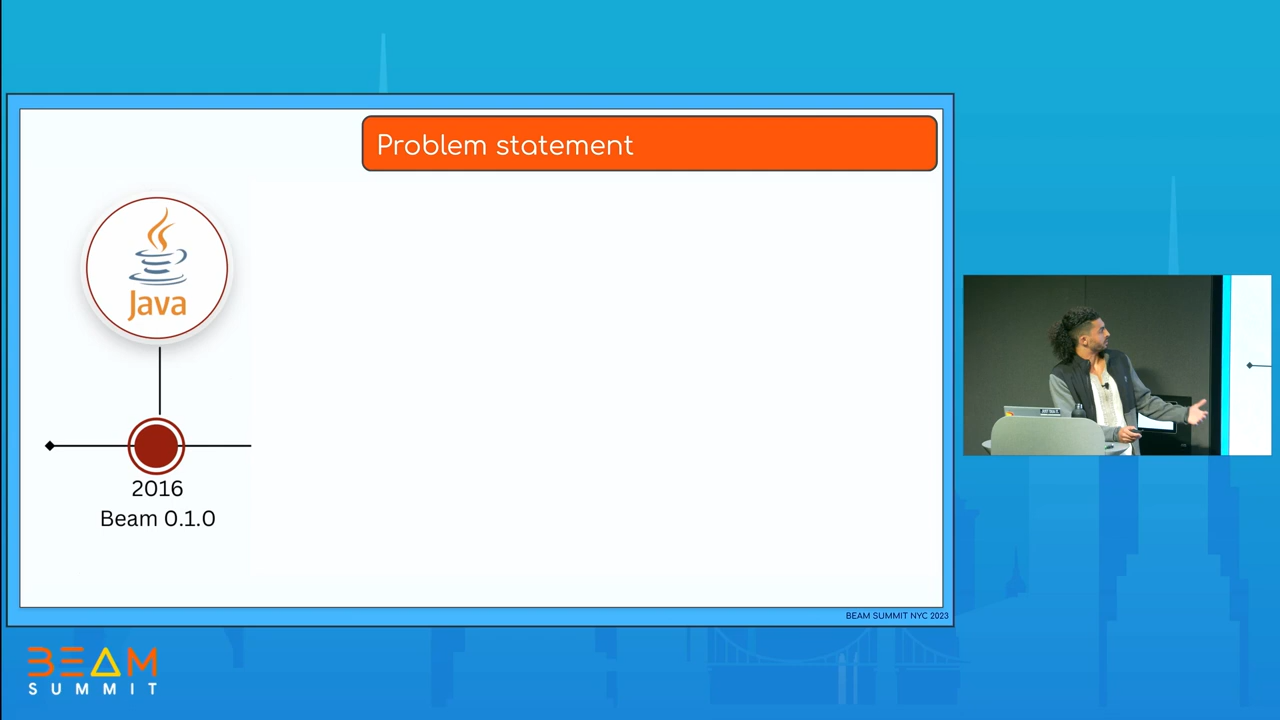 Problem statement
Java
2016
Beam 0.1.0
BEAM SUMMIT NYC 2023
BEAM
SUMMIT